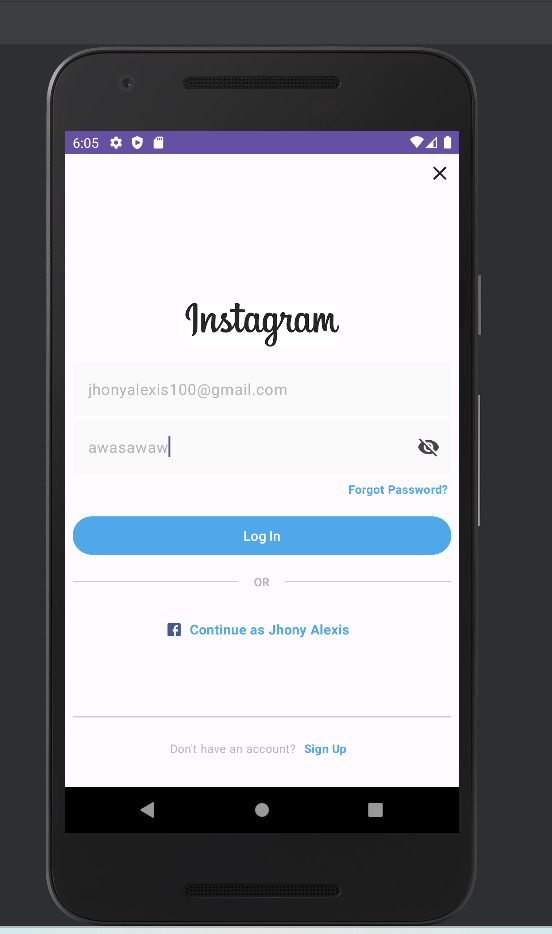 6:05
Instagram
jhonyalexis100@gmail.com
awasawaw
Forgot Password?
Log In
OR
Continue as Jhony Alexis
Don't have an account? Sign Up